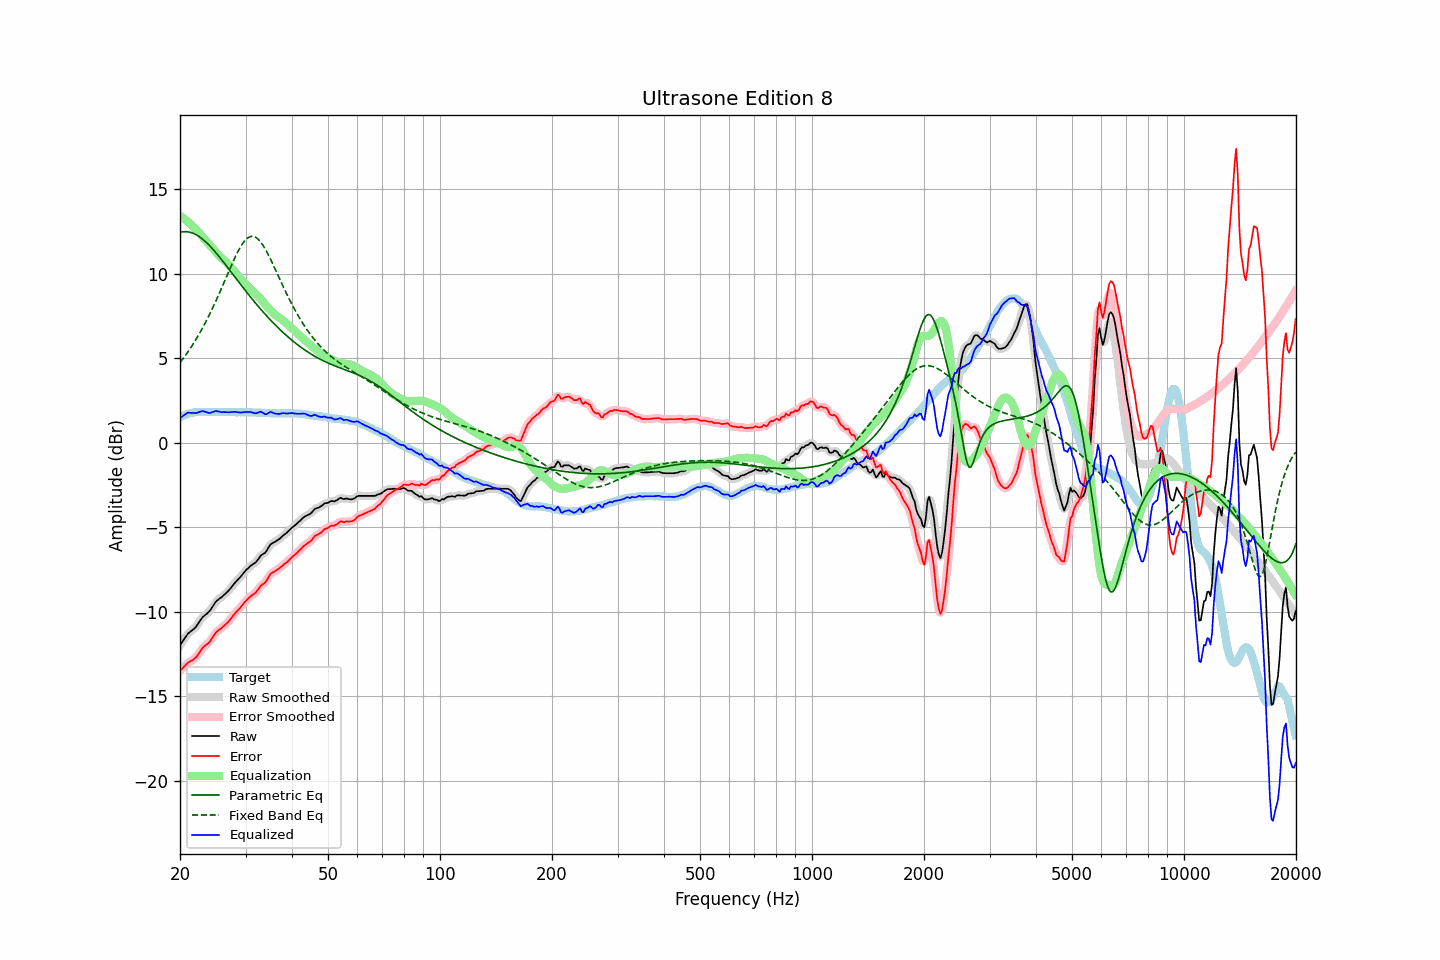 Ultrasone Edition 8
Amplitude (dBr)
15
10
5
0
−5
−10
−15
−20
Target
Raw Smoothed
Error Smoothed
Raw
Error
Equalization
Parametric Eq
Fixed Band Eq
Equalized
20 50 100 200 500 1000 2000 5000 10000 20000
Frequency (Hz)